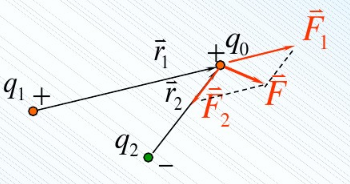 + q₀ F⃗₁
r⃗₁
q₁ + r⃗₂ F⃗₂ F⃗
q₂ −